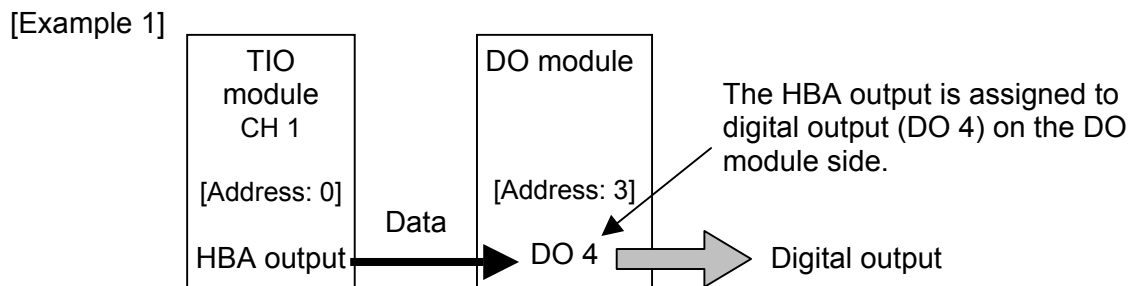 [Example 1]
TIO
module
CH 1
[Address: 0]
HBA output
Data
DO module
[Address: 3]
DO 4
The HBA output is assigned to
digital output (DO 4) on the DO
module side.
Digital output